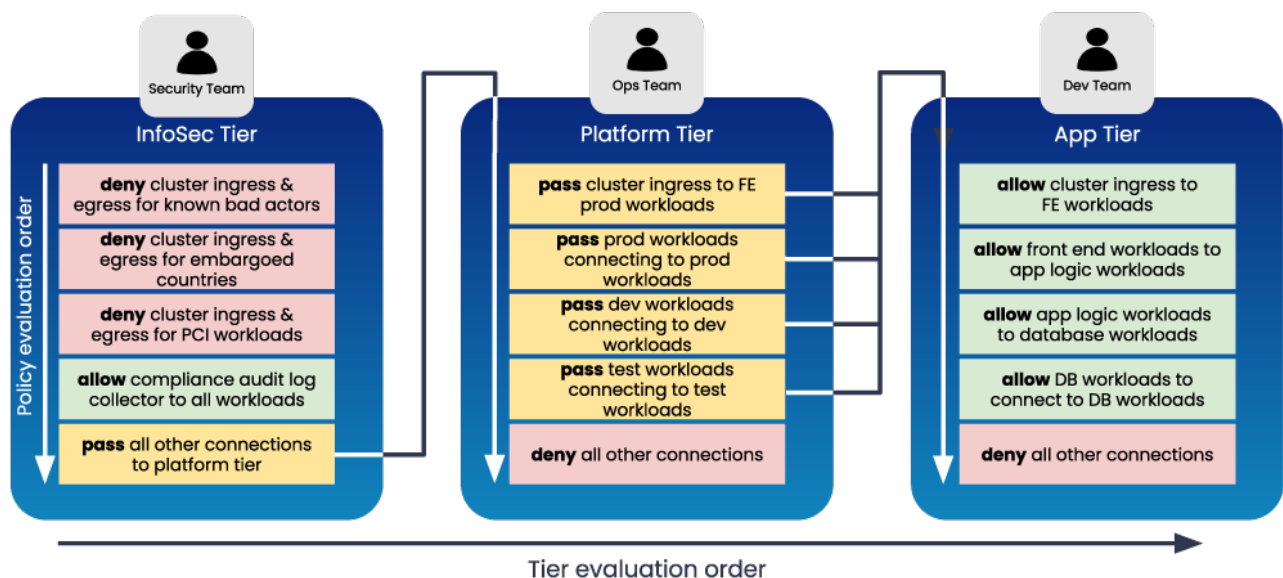 Security Team
InfoSec Tier
Policy evaluation order
deny cluster ingress &
egress for known bad actors
deny cluster ingress &
egress for embargoed
countries
deny cluster ingress &
egress for PCI workloads
allow compliance audit log
collector to all workloads
pass all other connections
to platform tier
Ops Team
Platform Tier
pass cluster ingress to FE
prod workloads
pass prod workloads
connecting to prod
workloads
pass dev workloads
connecting to dev
workloads
pass test workloads
connecting to test
workloads
deny all other connections
Dev Team
App Tier
allow cluster ingress to
FE workloads
allow front end workloads to
app logic workloads
allow app logic workloads
to database workloads
allow DB workloads to
connect to DB workloads
deny all other connections
Tier evaluation order